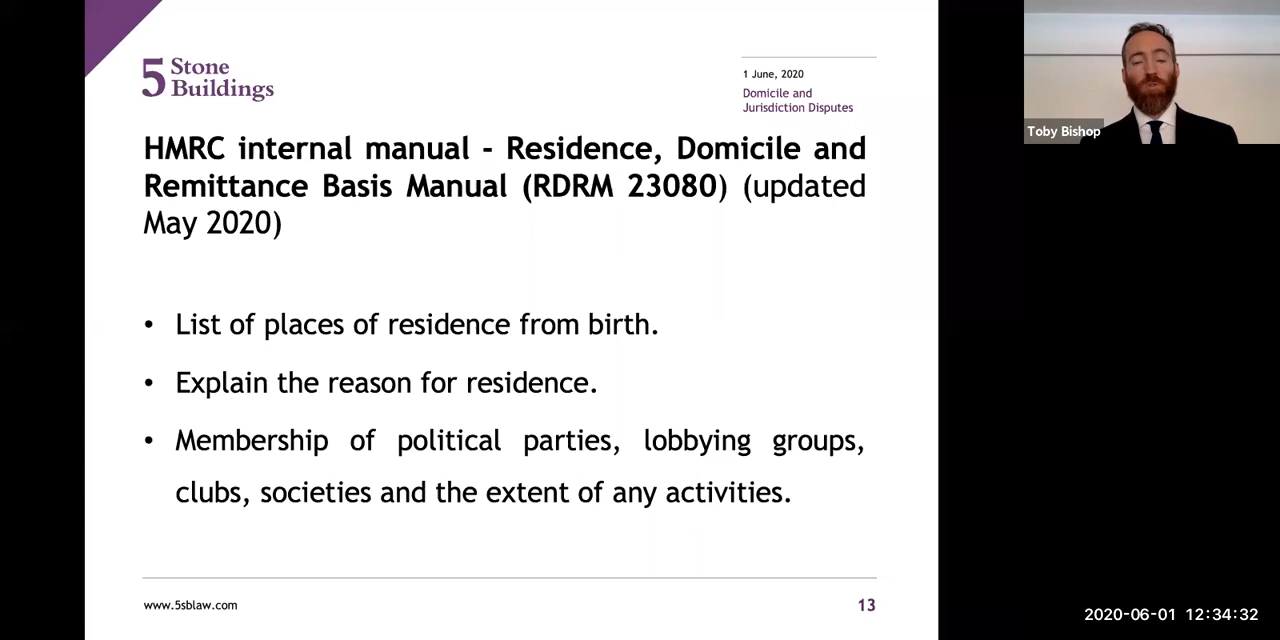 5 Stone
Buildings
1 June, 2020
Domicile and
Jurisdiction Disputes
HMRC internal manual - Residence, Domicile and
Remittance Basis Manual (RDRM 23080) (updated
May 2020)
• List of places of residence from birth.
• Explain the reason for residence.
• Membership of political parties, lobbying groups,
clubs, societies and the extent of any activities.
www.5sblaw.com
13
Toby Bishop
2020-06-01 12:34:32